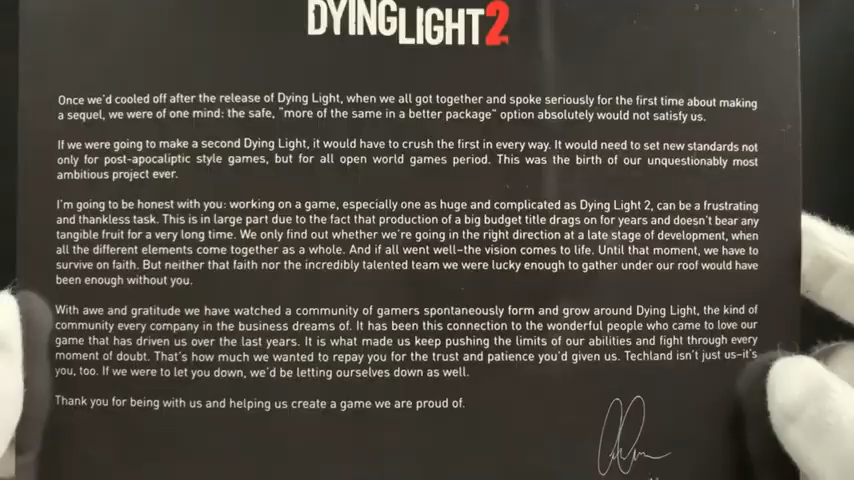 DYING LIGHT 2
Once we'd cooled off after the release of Dying Light, when we all got together and spoke seriously for the first time about making
a sequel, we were of one mind: the safe, "more of the same in a better package" option absolutely would not satisfy us.
If we were going to make a second Dying Light, it would have to crush the first in every way. It would need to set new standards not
only for post-apocalyptic style games, but for all open world games period. This was the birth of our unquestionably most
ambitious project ever.
I'm going to be honest with you: working on a game, especially one as huge and complicated as Dying Light 2, can be a frustrating
and thankless task. This is in large part due to the fact that production of a big budget title drags on for years and doesn't bear any
tangible fruit for a very long time. We only find out whether we're going in the right direction at a late stage of development, when
all the different elements come together as a whole. And if all went well–the vision comes to life. Until that moment, we have to
survive on faith. But neither that faith nor the incredibly talented team we were lucky enough to gather under our roof would have
been enough without you.
With awe and gratitude we have watched a community of gamers spontaneously form and grow around Dying Light, the kind of
community every company in the business dreams of. It has been this connection to the wonderful people who came to love our
game that has driven us over the last years. It is what made us keep pushing the limits of our abilities and fight through every
moment of doubt. That's how much we wanted to repay you for the trust and patience you'd given us. Techland isn't just us–it's
you, too. If we were to let you down, we'd be letting ourselves down as well.
Thank you for being with us and helping us create a game we are proud of.